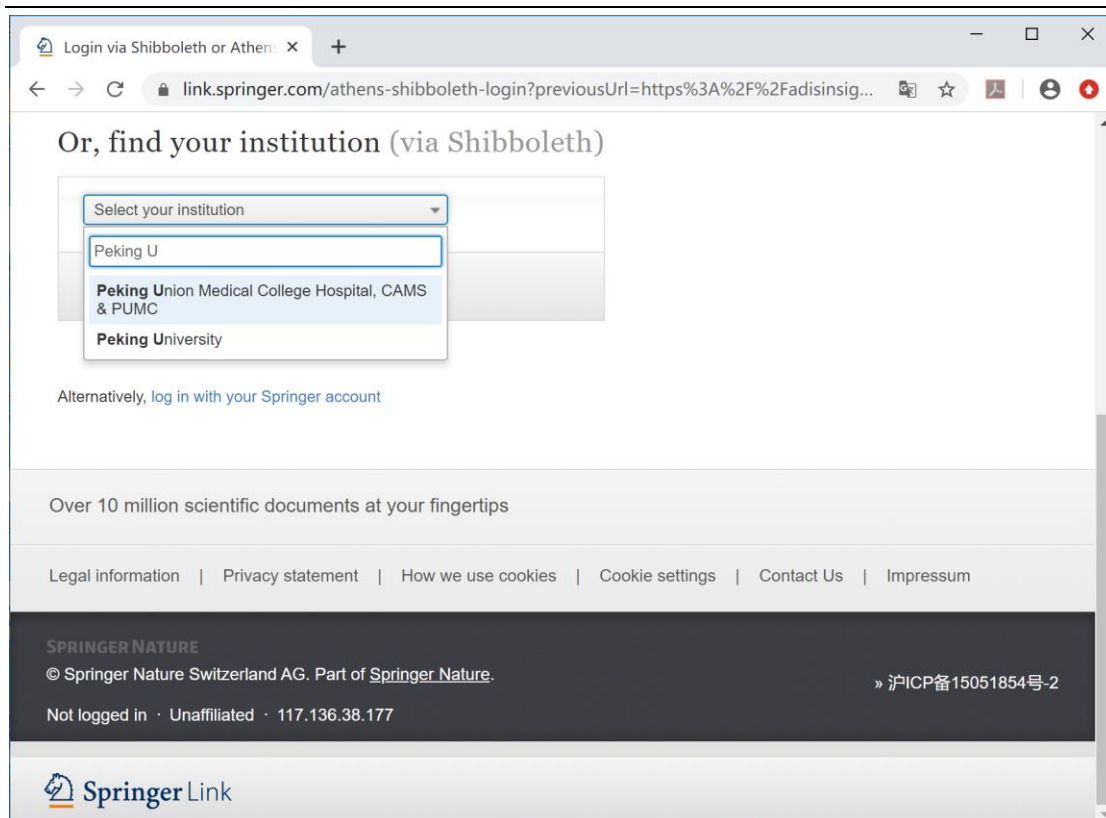 Login via Shibboleth or Athens
link.springer.com/athens-shibboleth-login?previousUrl=https%3A%2F%2Fadisinsig...
Or, find your institution (via Shibboleth)
Select your institution
Peking U
Peking Union Medical College Hospital, CAMS
& PUMC
Peking University
Alternatively, log in with your Springer account
Over 10 million scientific documents at your fingertips
Legal information | Privacy statement | How we use cookies | Cookie settings | Contact Us | Impressum
SPRINGER NATURE
© Springer Nature Switzerland AG. Part of Springer Nature.
» 沪ICP备15051854号-2
Not logged in · Unaffiliated · 117.136.38.177
Springer Link